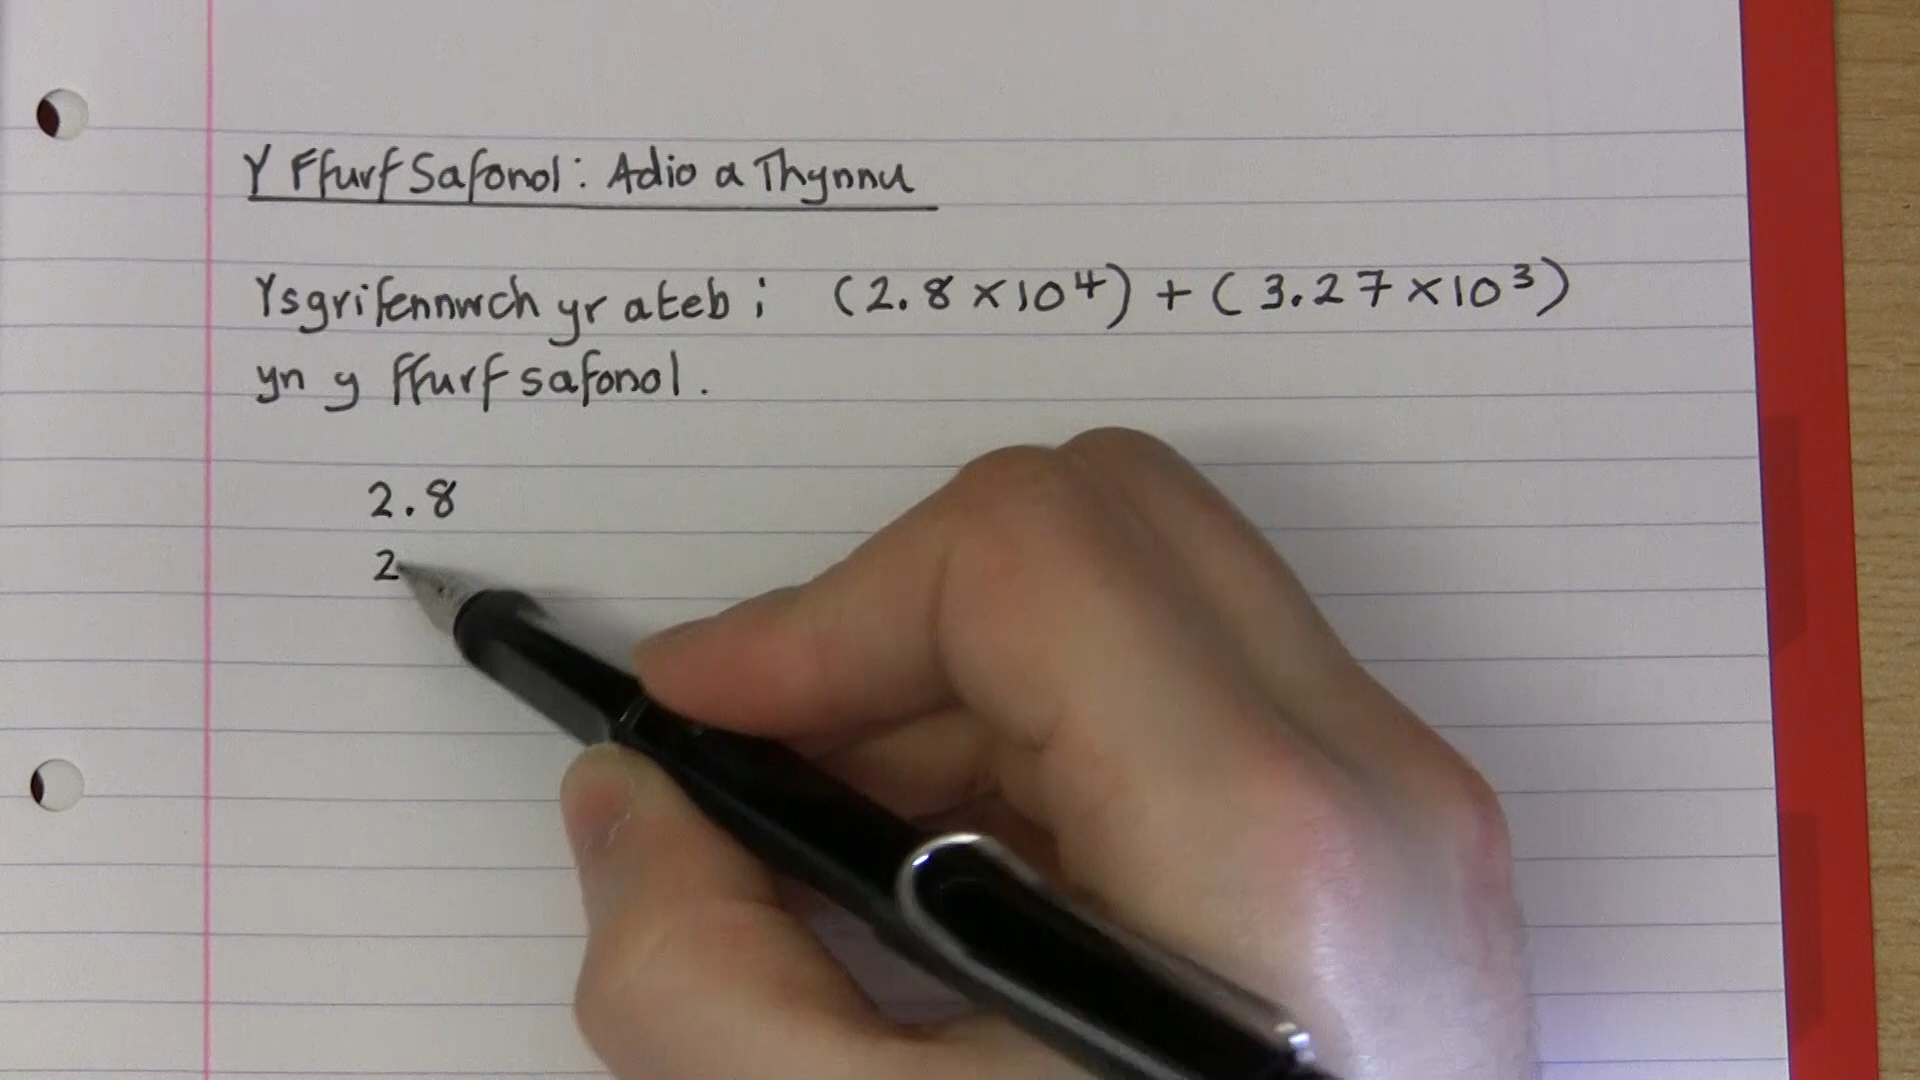 Y Ffurf Safonol: Adio a Thynnu
Ysgrifennwch yr ateb i (2.8 × 10⁴) + (3.27 × 10³)
yn y ffurf safonol.
2.8
2